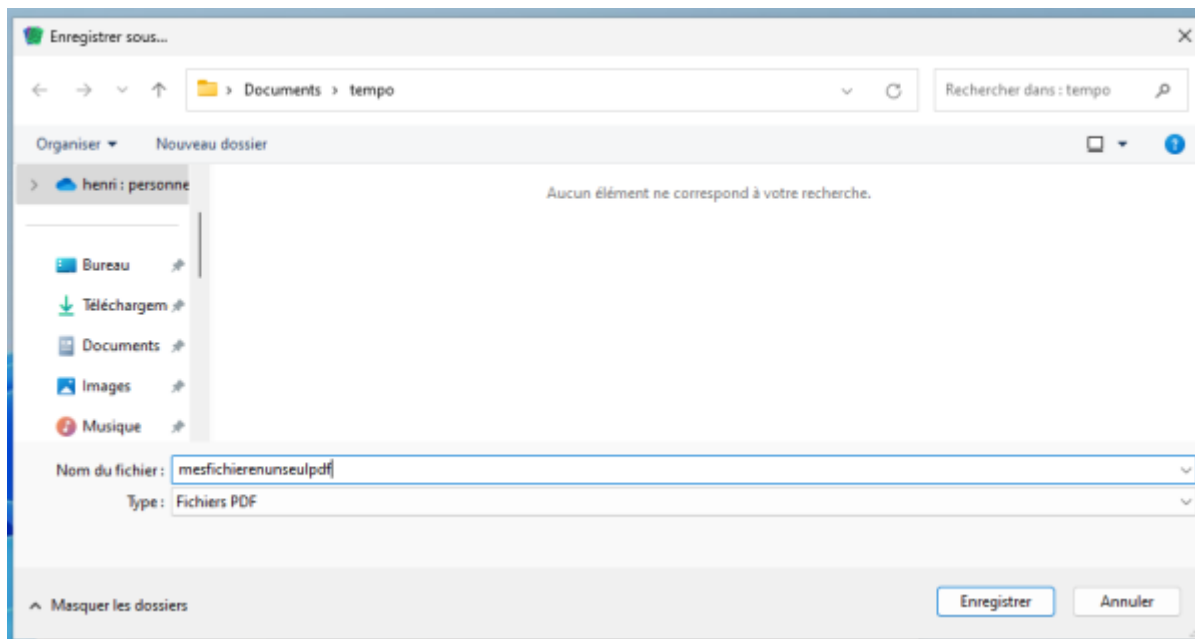 Enregistrer sous...
Documents > tempo
Rechercher dans : tempo
Organiser
Nouveau dossier
henri : personne
Aucun élément ne correspond à votre recherche.
Bureau
Téléchargem
Documents
Images
Musique
Nom du fichier : mesfichierenunseulpdf
Type : Fichiers PDF
Masquer les dossiers
Enregistrer
Annuler